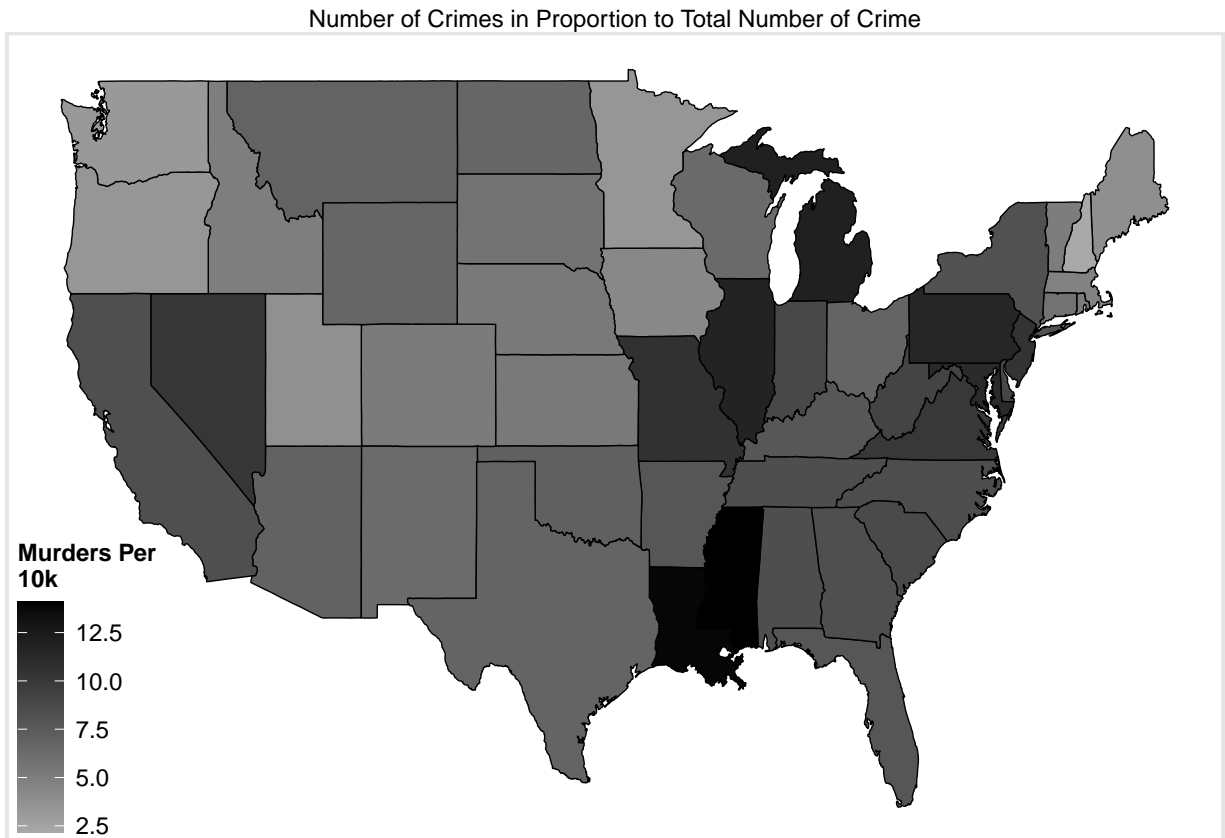 Number of Crimes in Proportion to Total Number of Crime
Murders Per
10k
12.5
10.0
7.5
5.0
2.5